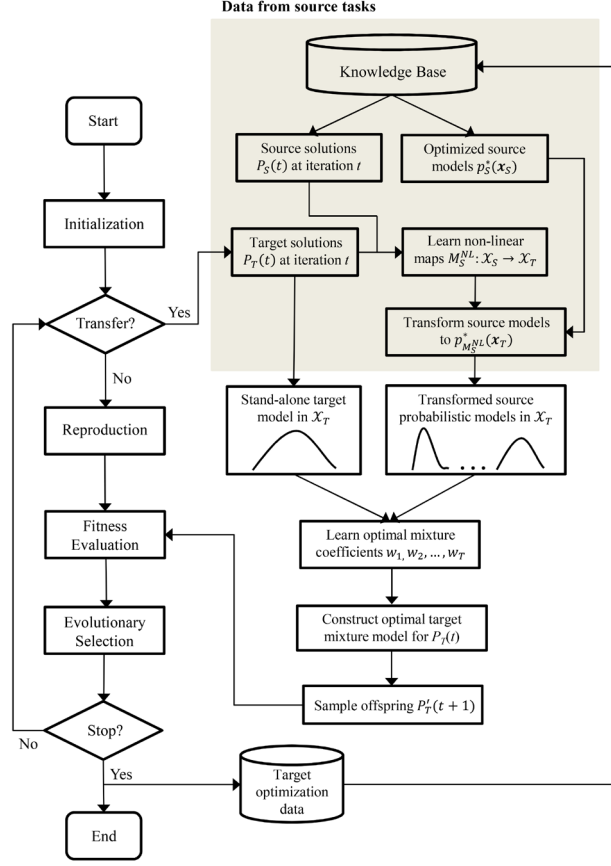 Data from source tasks
Knowledge Base
Start
Source solutions
P_S(t) at iteration t
Optimized source
models p_S^*(x_S)
Initialization
Target solutions
P_T(t) at iteration t
Learn non-linear
maps M_S^{NL}: X_S → X_T
Yes
Transfer?
Transform source models
to p^*_{M_S^{NL}}(x_T)
No
Stand-alone target
model in X_T
Transformed source
probabilistic models in X_T
Reproduction
Fitness
Evaluation
Learn optimal mixture
coefficients w_1, w_2, ..., w_T
Evolutionary
Selection
Construct optimal target
mixture model for P_T(t)
Sample offspring P'_T(t + 1)
Stop?
No
Yes
Target
optimization
data
End